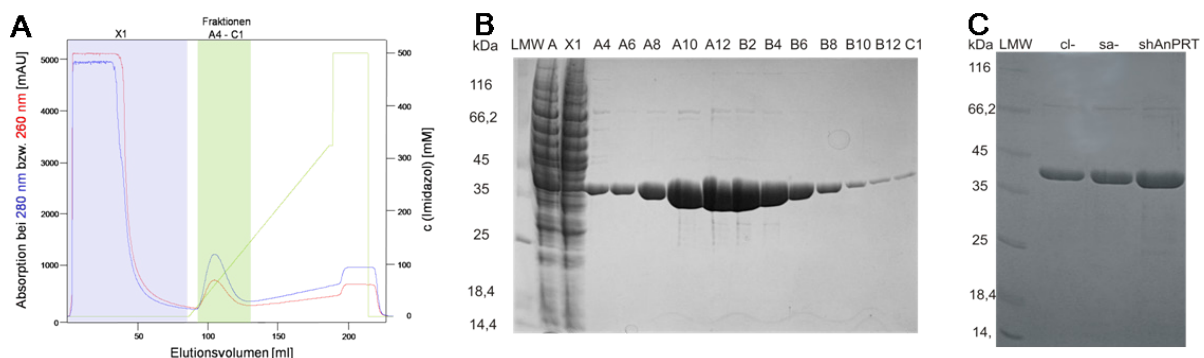 A
Fraktionen
X1 A4 - C1
Absorption bei 280 nm bzw. 260 nm [mAU]
5000
4000
3000
2000
1000
0
500
400
300
200
100
0
c (Imidazol) [mM]
50 100 150 200
Elutionsvolumen [ml]
B
kDa LMW A X1 A4 A6 A8 A10 A12 B2 B4 B6 B8 B10 B12 C1
116
66,2
45
35
25
18,4
14,4
C
kDa LMW cl- sa- shAnPRT
116
66,2
45
35
25
18,4
14,